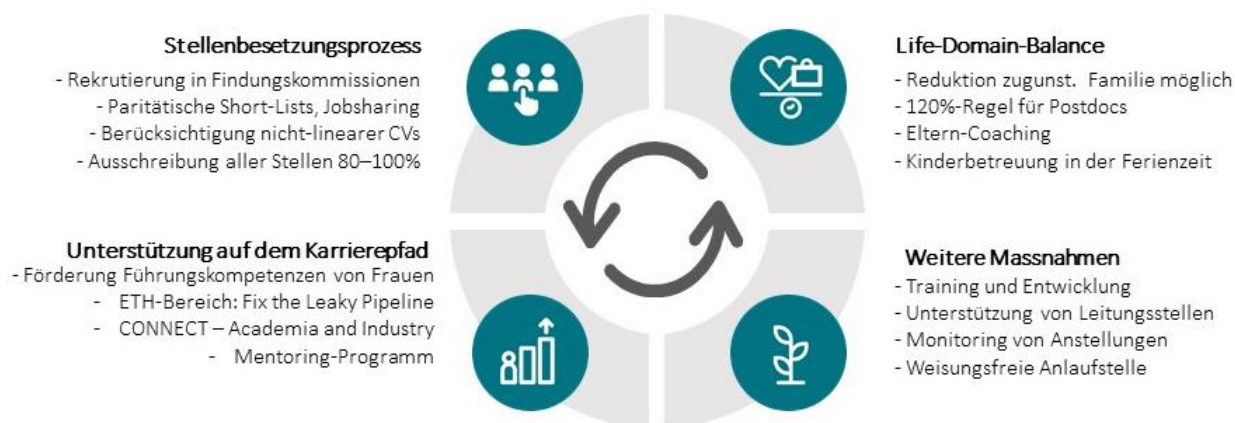 Stellenbesetzungsprozess
- Rekrutierung in Findungskommissionen
- Paritätische Short-Lists, Jobsharing
- Berücksichtigung nicht-linearer CVs
- Ausschreibung aller Stellen 80–100%
Life-Domain-Balance
- Reduktion zugunst. Familie möglich
- 120%-Regel für Postdocs
- Eltern-Coaching
- Kinderbetreuung in der Ferienzeit
Unterstützung auf dem Karrierepfad
- Förderung Führungskompetenzen von Frauen
- ETH-Bereich: Fix the Leaky Pipeline
- CONNECT – Academia and Industry
- Mentoring-Programm
Weitere Massnahmen
- Training und Entwicklung
- Unterstützung von Leitungsstellen
- Monitoring von Anstellungen
- Weisungsfreie Anlaufstelle